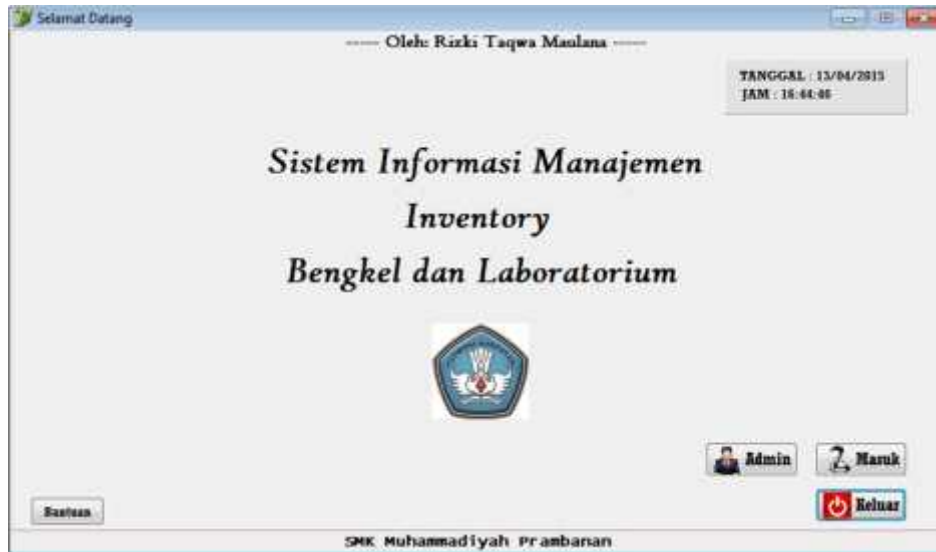 Selamat Datang
----- Oleh: Rizki Taqwa Maulana -----
TANGGAL : 13/04/2015
JAM : 16:44:46
Sistem Informasi Manajemen
Inventory
Bengkel dan Laboratorium
Admin
Masuk
Keluar
Bantuan
SMK Muhammadiyah Prambanan